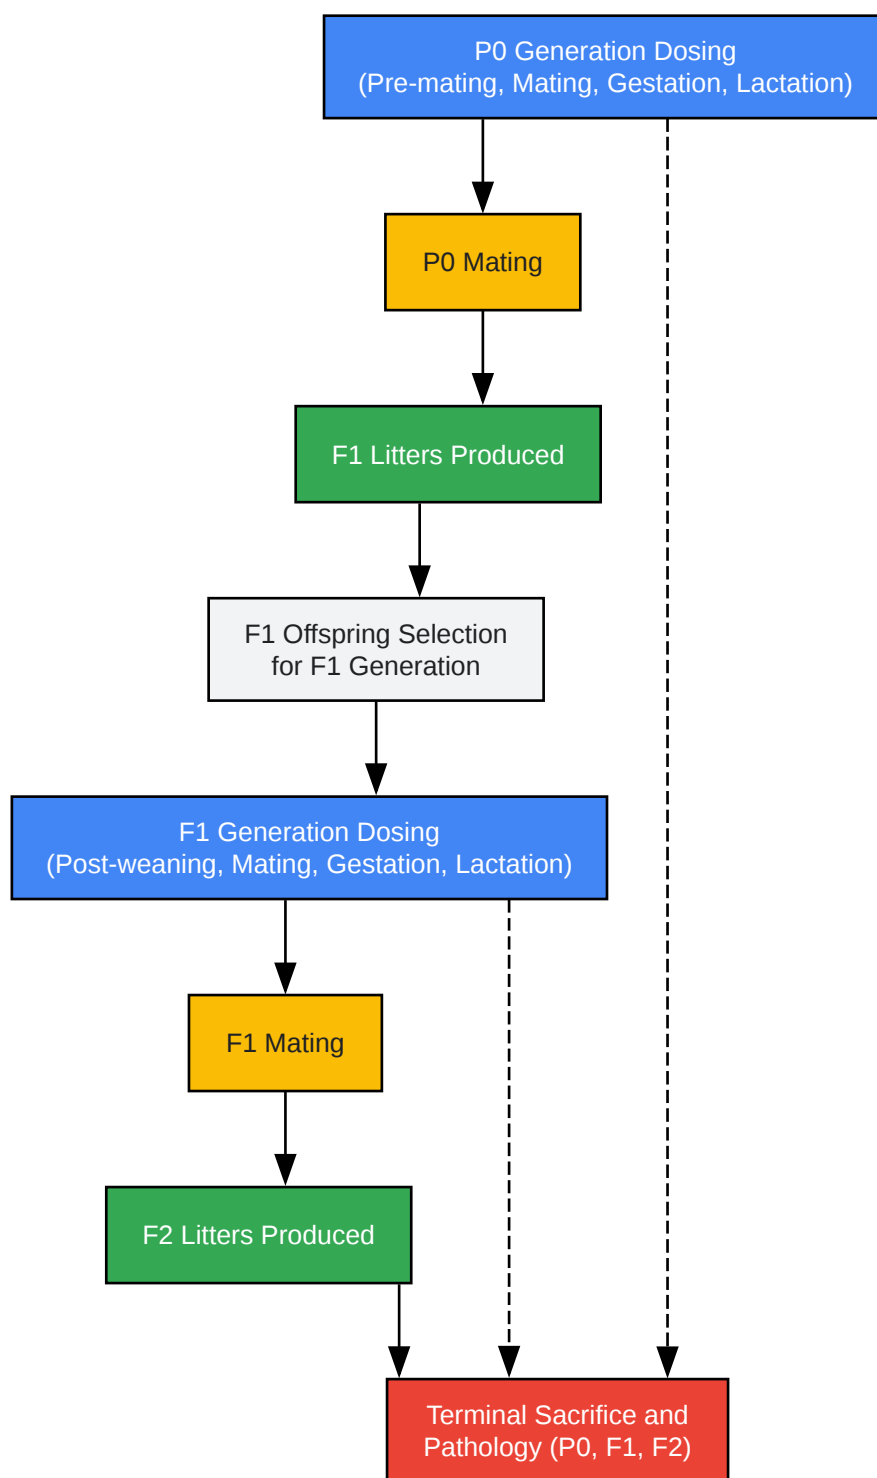 P0 Generation Dosing
(Pre-mating, Mating, Gestation, Lactation)
P0 Mating
F1 Litters Produced
F1 Offspring Selection
for F1 Generation
F1 Generation Dosing
(Post-weaning, Mating, Gestation, Lactation)
F1 Mating
F2 Litters Produced
Terminal Sacrifice and
Pathology (P0, F1, F2)